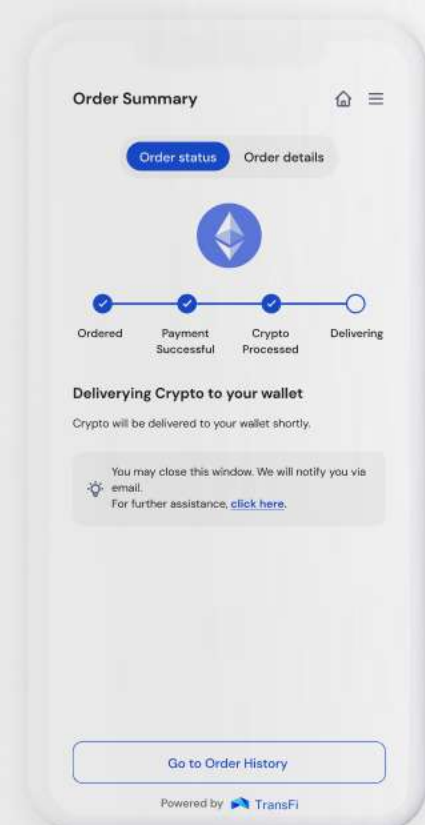 Order Summary
Order status Order details
Ordered Payment Successful Crypto Processed Delivering
Deliverying Crypto to your wallet
Crypto will be delivered to your wallet shortly.
You may close this window. We will notify you via
email.
For further assistance, click here.
Go to Order History
Powered by TransFi